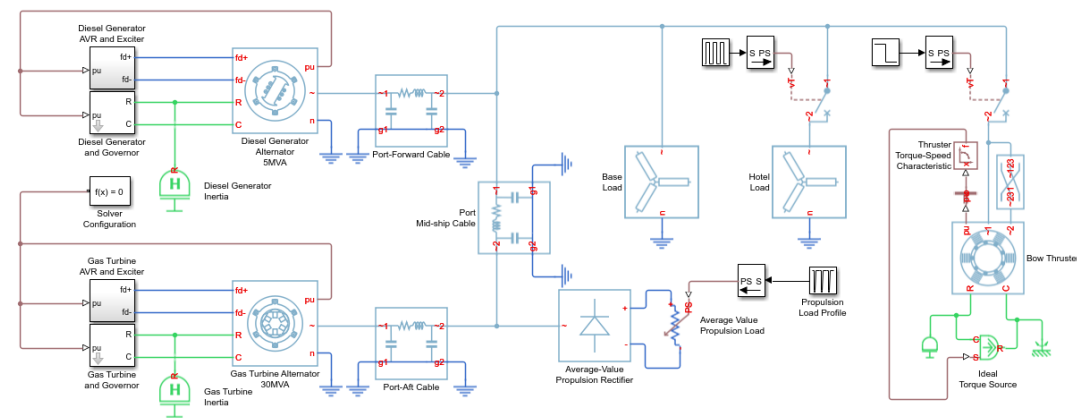 Diesel Generator
AVR and Exciter
pu
fd+
fd-
fd+
fd-
pu
R
C
R
C
pu
~
n
Diesel Generator
and Governor
Diesel Generator
Alternator
5MVA
~1
~2
g1
g2
Port-Forward Cable
R
H
Diesel Generator
Inertia
f(x) = 0
Solver
Configuration
Port
Mid-ship Cable
~1
g1
~2
g2
Base
Load
~
n
Hotel
Load
~
n
S PS
vT
~1
~2
S PS
vT
~1
~2
Thruster
Torque-Speed
Characteristic
~123
~231
pu
~1
~2
R
C
Bow Thruster
C
R
S
Ideal
Torque Source
Gas Turbine
AVR and Exciter
pu
fd+
fd-
fd+
fd-
pu
R
C
R
C
pu
~
n
Gas Turbine
and Governor
Gas Turbine Alternator
30MVA
~1
~2
g1
g2
Port-Aft Cable
R
H
Gas Turbine
Inertia
~
+
-
Average-Value
Propulsion Rectifier
PS
Average Value
Propulsion Load
PS S
Propulsion
Load Profile